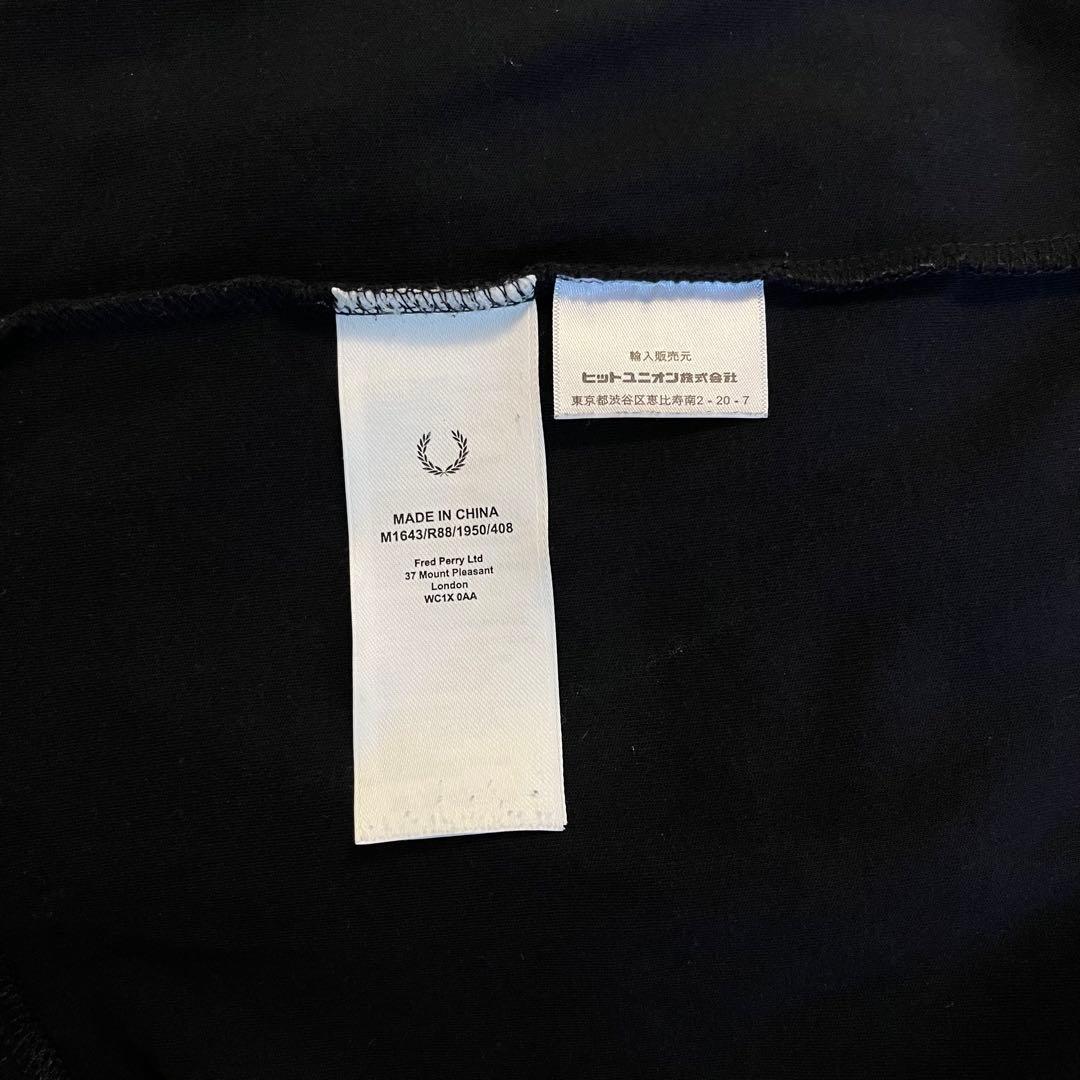 MADE IN CHINA
M1643/R88/1950/408
Fred Perry Ltd
37 Mount Pleasant
London
WC1X 0AA
輸入販売元
ヒットユニオン株式会社
東京都渋谷区恵比寿南2-20-7